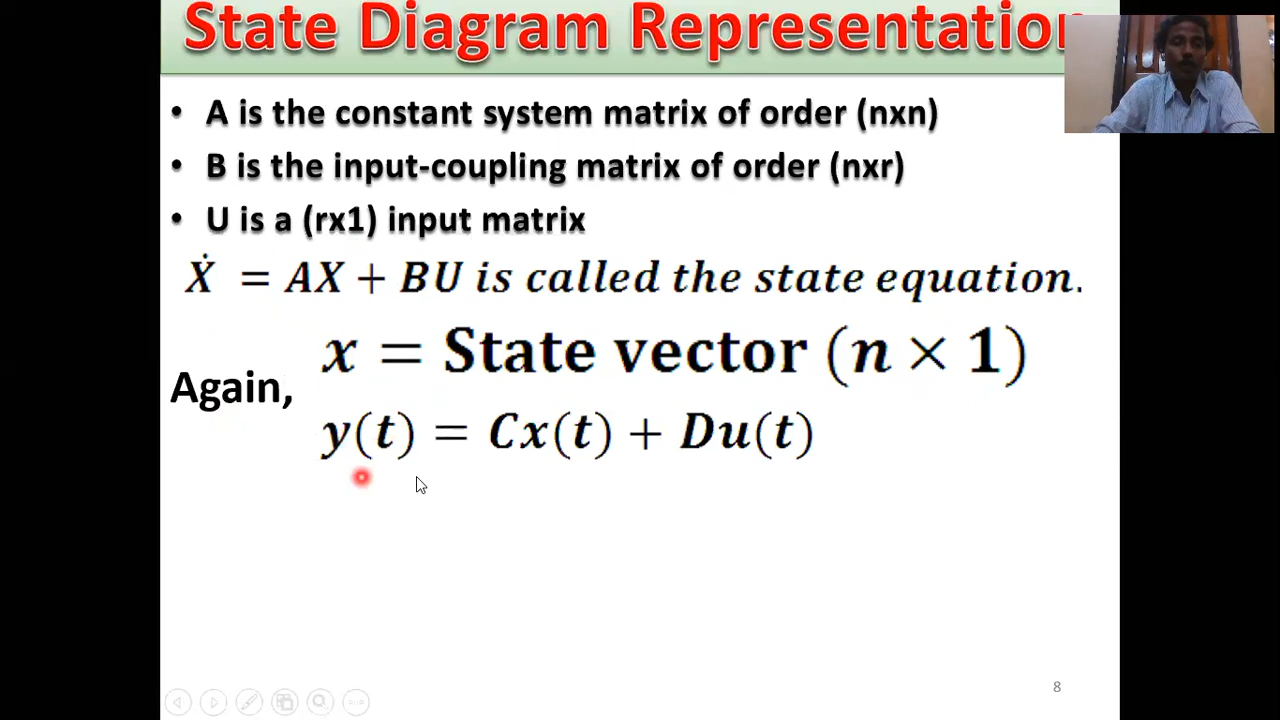 State Diagram Representation
• A is the constant system matrix of order (nxn)
• B is the input-coupling matrix of order (nxr)
• U is a (rx1) input matrix
Ẋ = AX + BU is called the state equation.
x = State vector (n × 1)
Again,
y(t) = Cx(t) + Du(t)
8